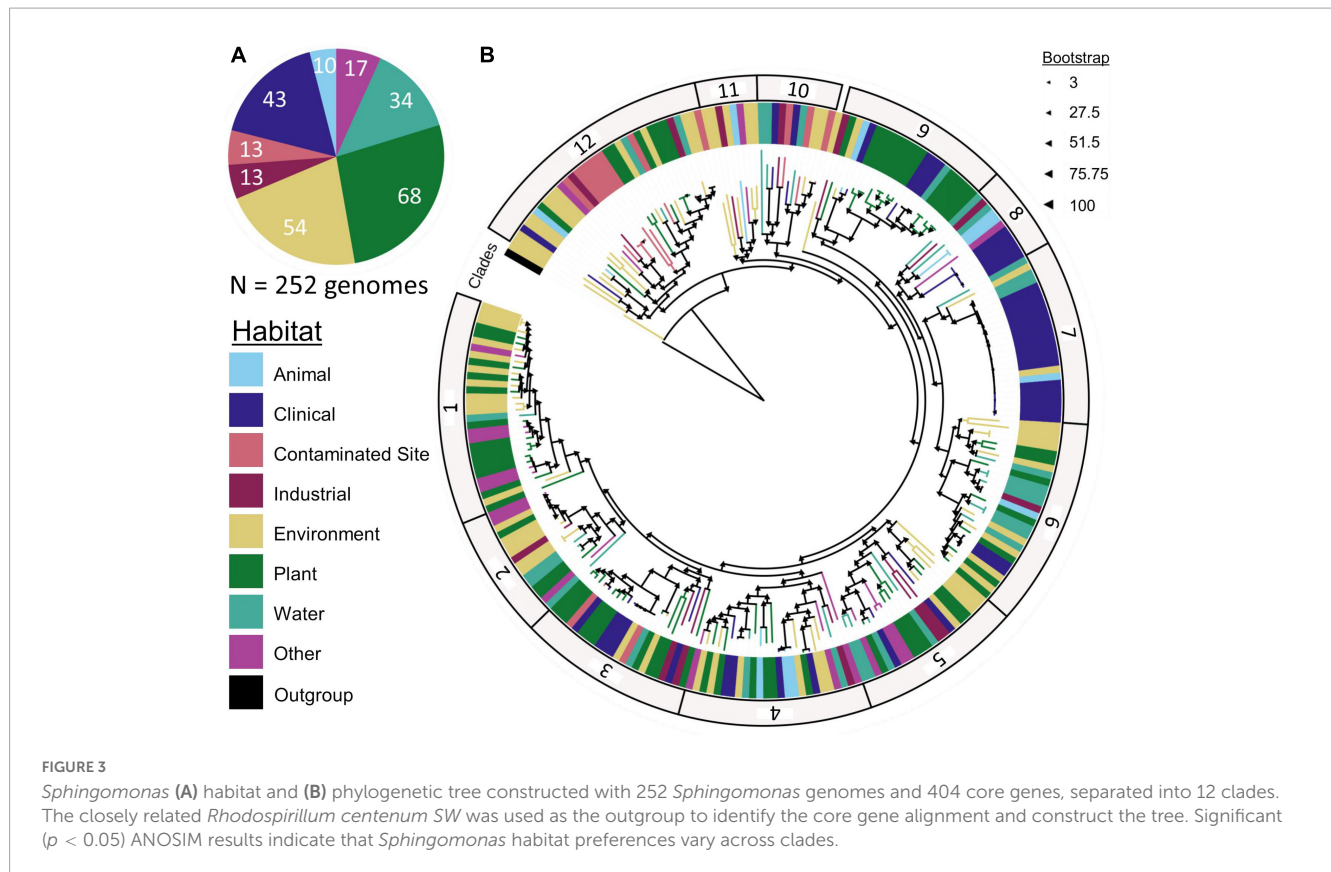 A
10
17
34
68
54
13
13
43
N = 252 genomes
Habitat
Animal
Clinical
Contaminated Site
Industrial
Environment
Plant
Water
Other
Outgroup
B
Clades
1
2
3
4
5
6
7
8
9
10
11
12
Bootstrap
3
27.5
51.5
75.75
100
FIGURE 3
Sphingomonas (A) habitat and (B) phylogenetic tree constructed with 252 Sphingomonas genomes and 404 core genes, separated into 12 clades.
The closely related Rhodospirillum centenum SW was used as the outgroup to identify the core gene alignment and construct the tree. Significant
(p < 0.05) ANOSIM results indicate that Sphingomonas habitat preferences vary across clades.